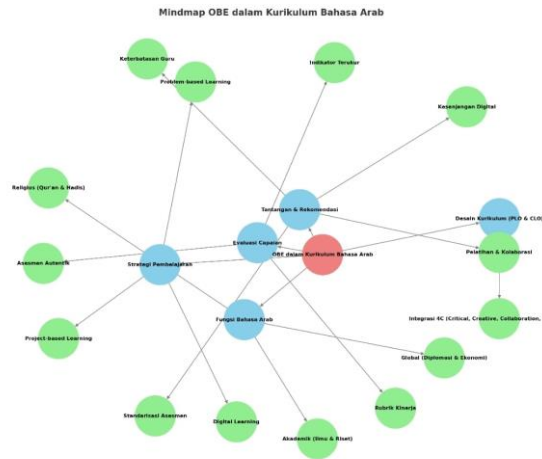 Mindmap OBE dalam Kurikulum Bahasa Arab
Keterbatasan Guru
Indikator Terukur
Problem-based Learning
Kesenjangan Digital
Religius (Qur'an & Hadis)
Tantangan & Rekomendasi
Desain Kurikulum (PLO & CLO)
Evaluasi Capaian
OBE dalam Kurikulum Bahasa Arab
Pelatihan & Kolaborasi
Asesmen Autentik
Strategi Pembelajaran
Integrasi 4C (Critical, Creative, Collaboration,
Fungsi Bahasa Arab
Project-based Learning
Global (Diplomasi & Ekonomi)
Rubrik Kinerja
Standarisasi Asesmen
Digital Learning
Akademik (Ilmu & Riset)